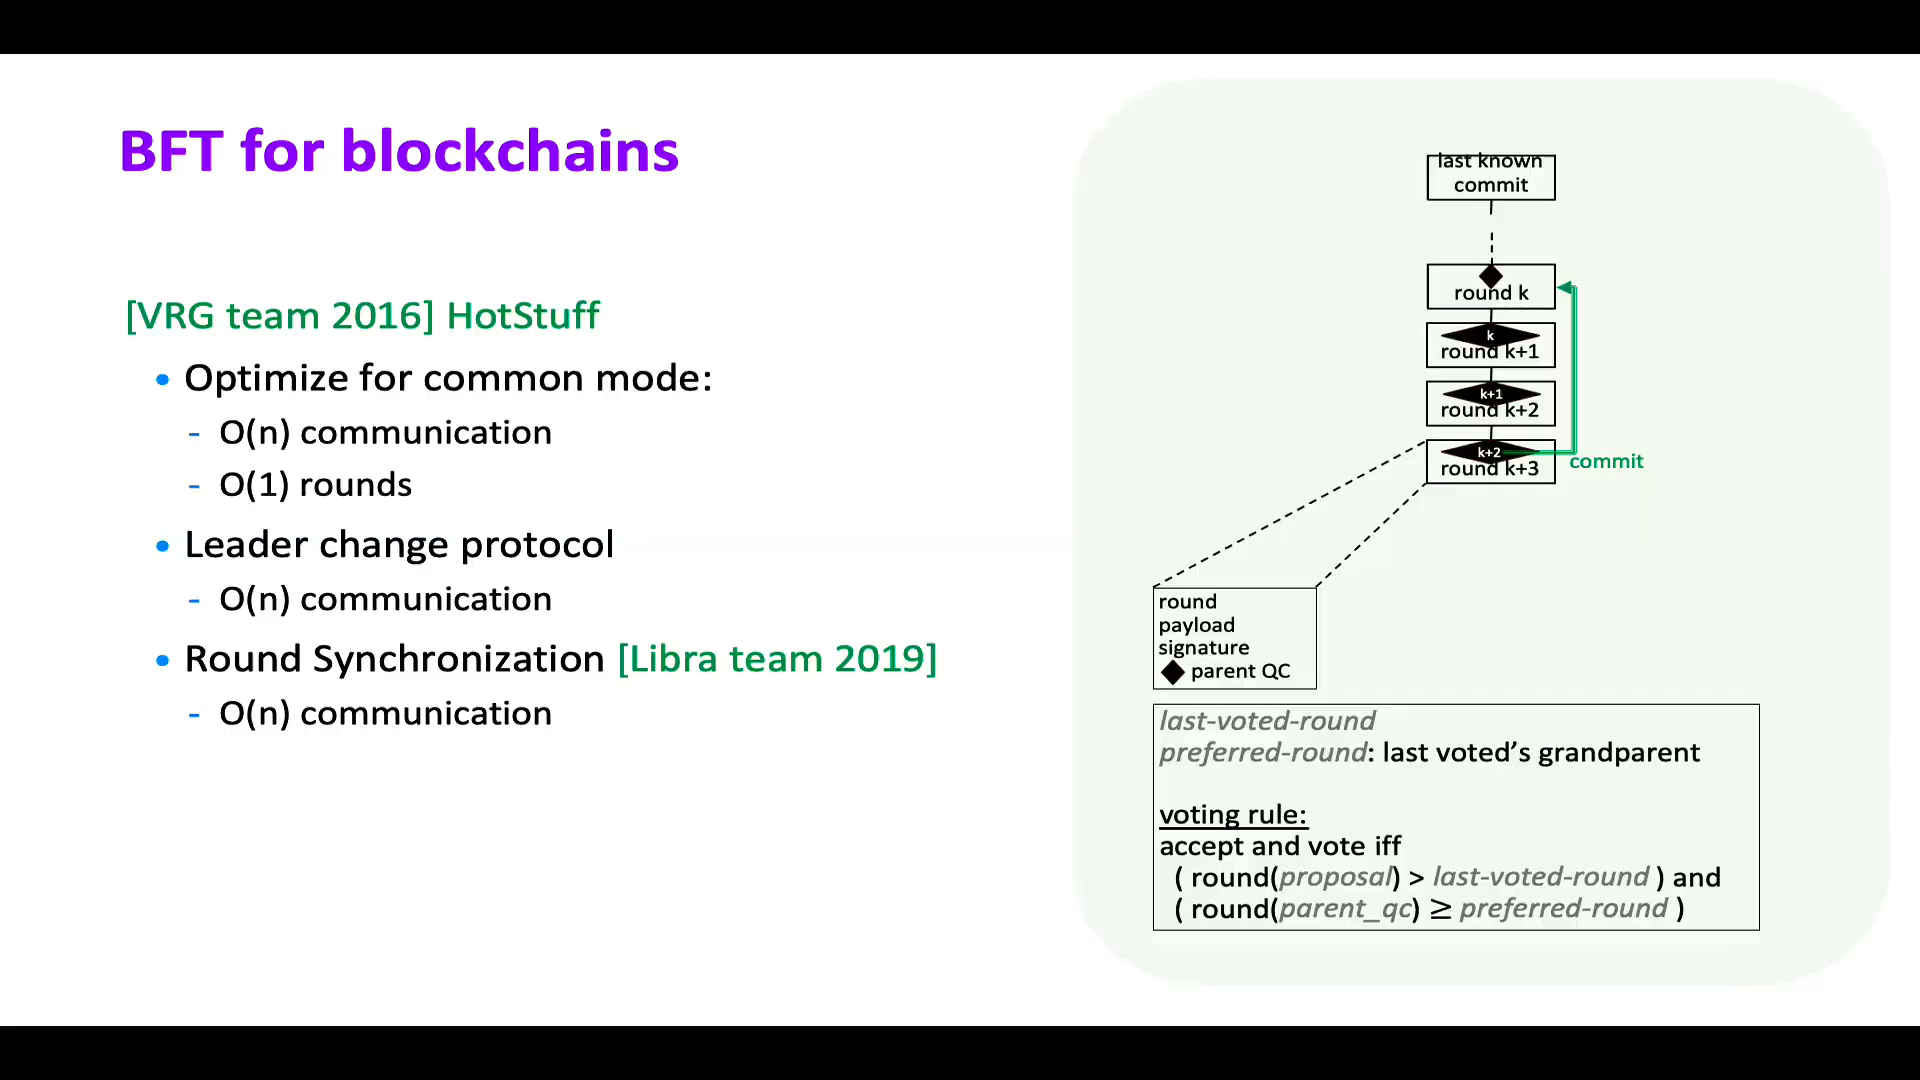 BFT for blockchains
[VRG team 2016] HotStuff
• Optimize for common mode:
- O(n) communication
- O(1) rounds
• Leader change protocol
- O(n) communication
• Round Synchronization [Libra team 2019]
- O(n) communication
last known
commit
round k
k
round k+1
k+1
round k+2
k+2
round k+3
commit
round
payload
signature
parent QC
last-voted-round
preferred-round: last voted’s grandparent
voting rule:
accept and vote iff
( round(proposal) > last-voted-round ) and
( round(parent_qc) ≥ preferred-round )